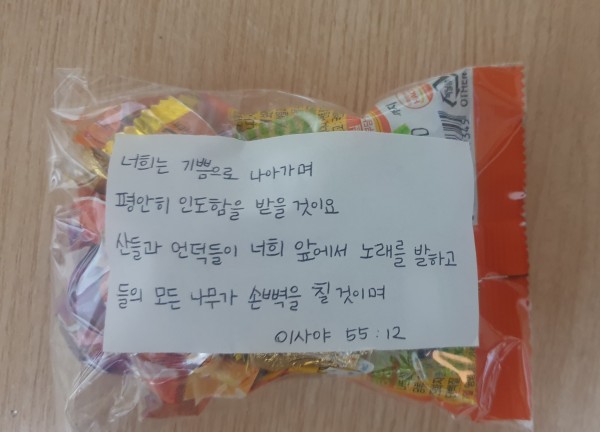 너희는 기쁨으로 나아가며
평안히 인도함을 받을 것이요
산들과 언덕들이 너희 앞에서 노래를 발하고
들의 모든 나무가 손뼉을 칠 것이며
이사야 55:12